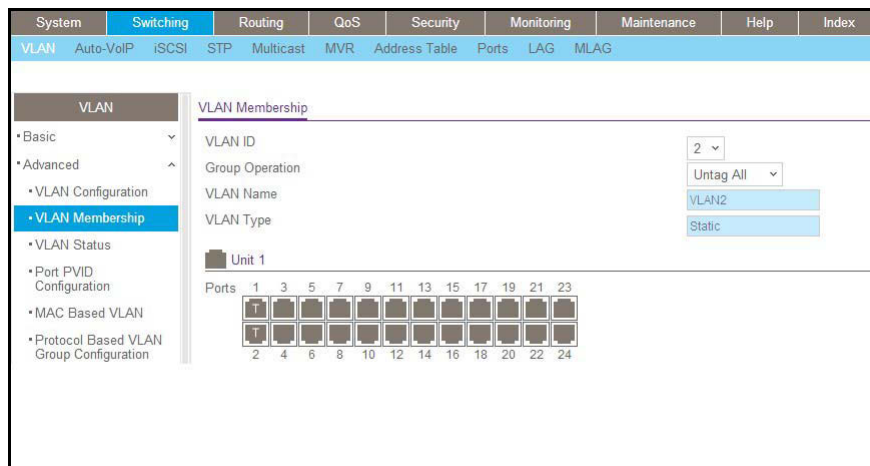 System Switching Routing QoS Security Monitoring Maintenance Help Index
VLAN Auto-VoIP iSCSI STP Multicast MVR Address Table Ports LAG MLAG
VLAN
Basic
Advanced
VLAN Configuration
VLAN Membership
VLAN Status
Port PVID
Configuration
MAC Based VLAN
Protocol Based VLAN
Group Configuration
VLAN Membership
VLAN ID 2
Group Operation Untag All
VLAN Name VLAN2
VLAN Type Static
Unit 1
Ports 1 3 5 7 9 11 13 15 17 19 21 23
T
T
2 4 6 8 10 12 14 16 18 20 22 24